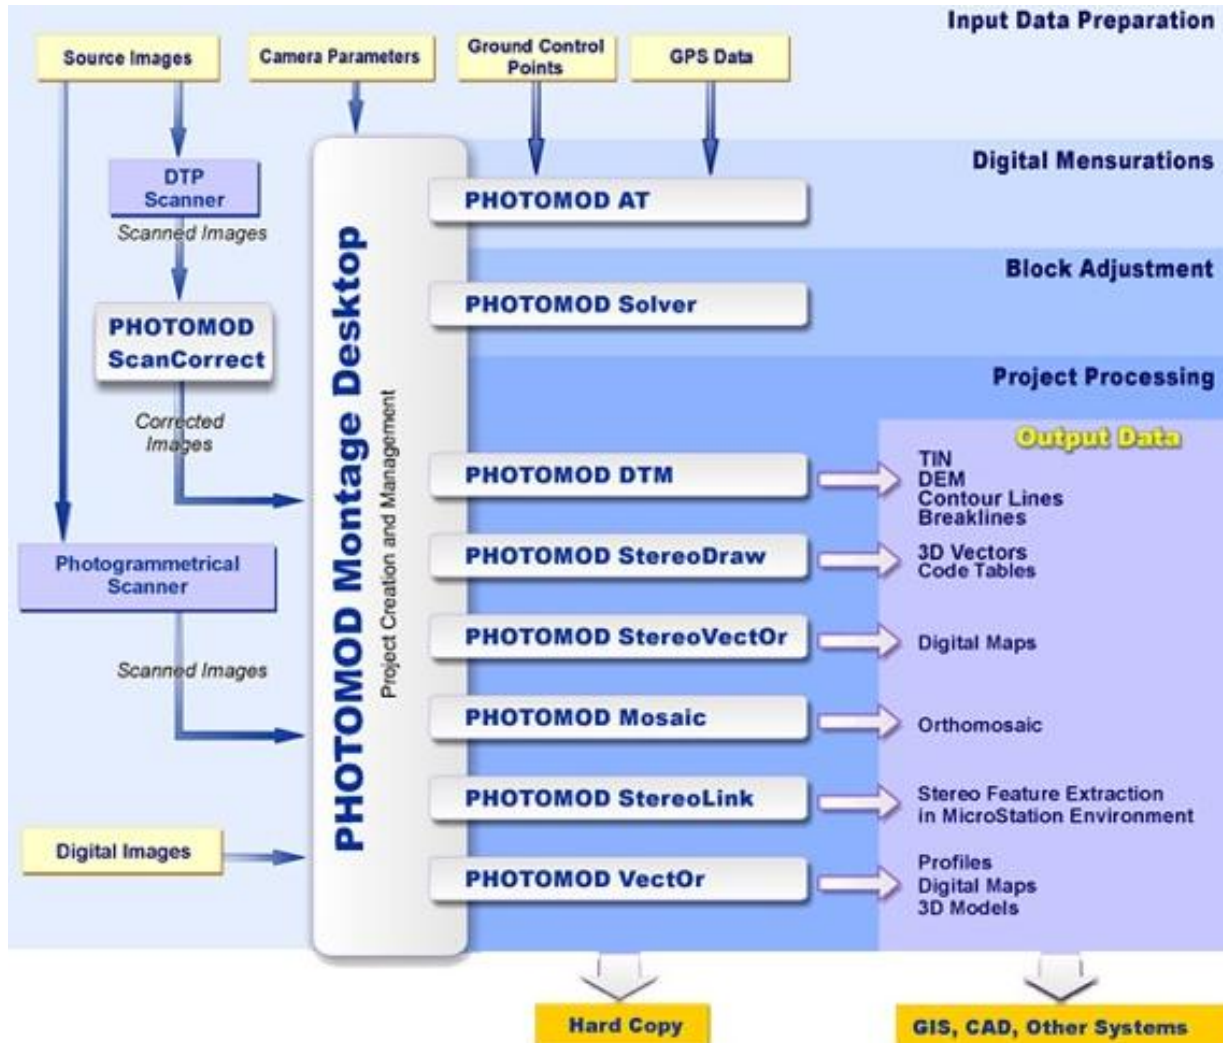 Input Data Preparation
Source Images
Camera Parameters
Ground Control
Points
GPS Data
Digital Mensurations
DTP
Scanner
PHOTOMOD AT
Scanned Images
Block Adjustment
PHOTOMOD Solver
PHOTOMOD
ScanCorrect
Project Processing
Corrected
Images
PHOTOMOD Montage Desktop
Project Creation and Management
Output Data
PHOTOMOD DTM
TIN
DEM
Contour Lines
Breaklines
Photogrammetrical
Scanner
PHOTOMOD StereoDraw
3D Vectors
Code Tables
PHOTOMOD StereoVectOr
Digital Maps
Scanned Images
PHOTOMOD Mosaic
Orthomosaic
PHOTOMOD StereoLink
Stereo Feature Extraction
in MicroStation Environment
Digital Images
PHOTOMOD VectOr
Profiles
Digital Maps
3D Models
Hard Copy
GIS, CAD, Other Systems